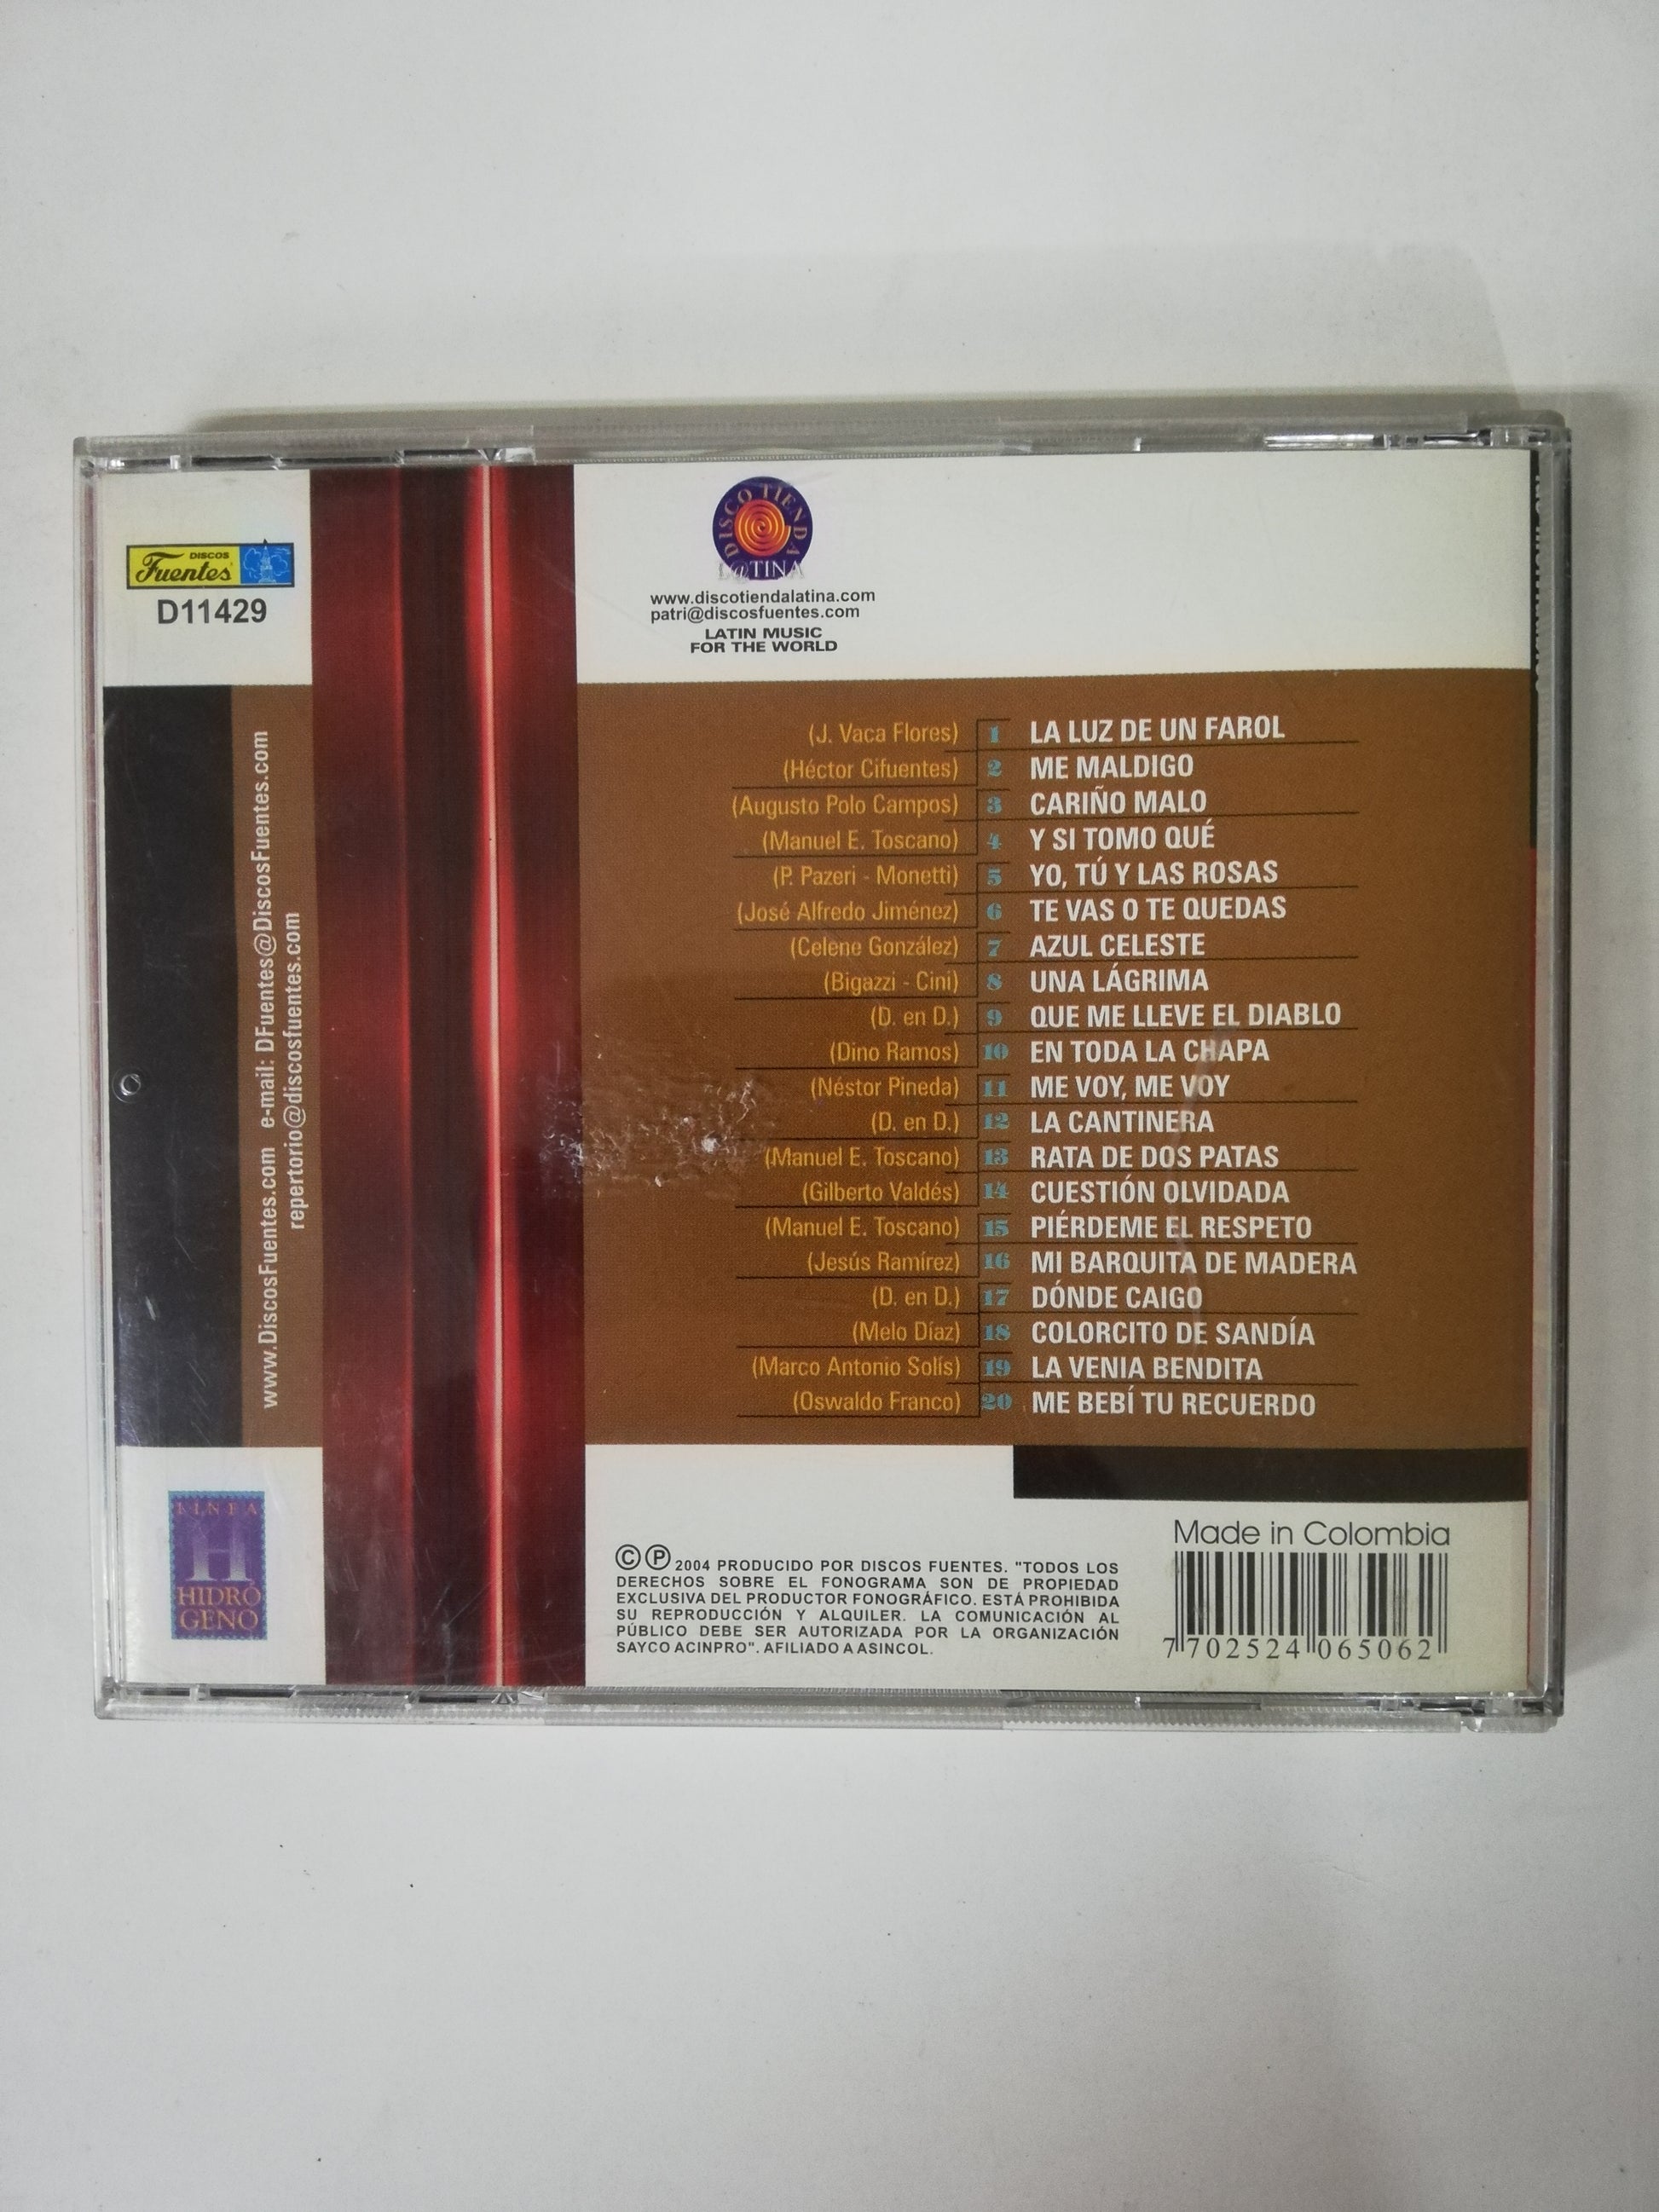 DISCOS
Fuentes
D11429
DISCO TIENDA
L@TINA
www.discotiendalatina.com
patri@discosfuentes.com
LATIN MUSIC
FOR THE WORLD
www.DiscosFuentes.com e-mail: DFuentes@DiscosFuentes.com
repertorio@discosfuentes.com
(J. Vaca Flores) 1 LA LUZ DE UN FAROL
(Héctor Cifuentes) 2 ME MALDIGO
(Augusto Polo Campos) 3 CARIÑO MALO
(Manuel E. Toscano) 4 Y SI TOMO QUÉ
(P. Pazeri - Monetti) 5 YO, TÚ Y LAS ROSAS
(José Alfredo Jiménez) 6 TE VAS O TE QUEDAS
(Celene González) 7 AZUL CELESTE
(Bigazzi - Cini) 8 UNA LÁGRIMA
(D. en D.) 9 QUE ME LLEVE EL DIABLO
(Dino Ramos) 10 EN TODA LA CHAPA
(Néstor Pineda) 11 ME VOY, ME VOY
(D. en D.) 12 LA CANTINERA
(Manuel E. Toscano) 13 RATA DE DOS PATAS
(Gilberto Valdés) 14 CUESTIÓN OLVIDADA
(Manuel E. Toscano) 15 PIÉRDEME EL RESPETO
(Jesús Ramírez) 16 MI BARQUITA DE MADERA
(D. en D.) 17 DÓNDE CAIGO
(Melo Díaz) 18 COLORCITO DE SANDÍA
(Marco Antonio Solís) 19 LA VENIA BENDITA
(Oswaldo Franco) 20 ME BEBÍ TU RECUERDO
LINEA
H
HIDRÓ
GENO
©℗ 2004 PRODUCIDO POR DISCOS FUENTES. "TODOS LOS
DERECHOS SOBRE EL FONOGRAMA SON DE PROPIEDAD
EXCLUSIVA DEL PRODUCTOR FONOGRÁFICO. ESTÁ PROHIBIDA
SU REPRODUCCIÓN Y ALQUILER. LA COMUNICACIÓN AL
PÚBLICO DEBE SER AUTORIZADA POR LA ORGANIZACIÓN
SAYCO ACINPRO". AFILIADO A ASINCOL.
Made in Colombia
7 702524 065062